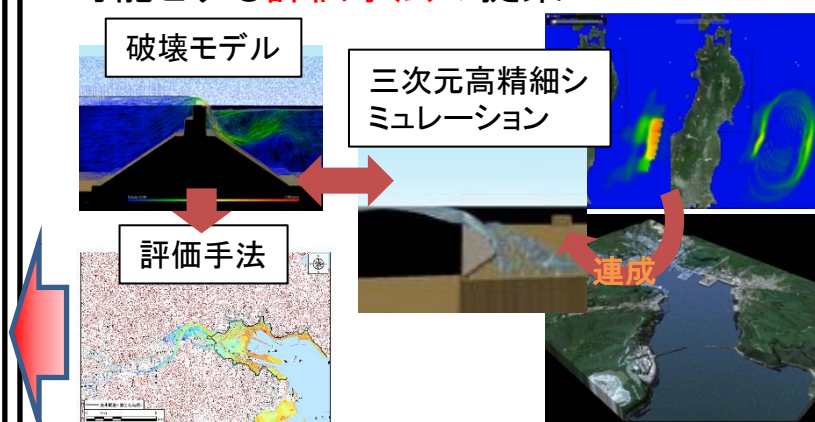 破壊モデル
三次元高精細シ
ミュレーション
評価手法
連成